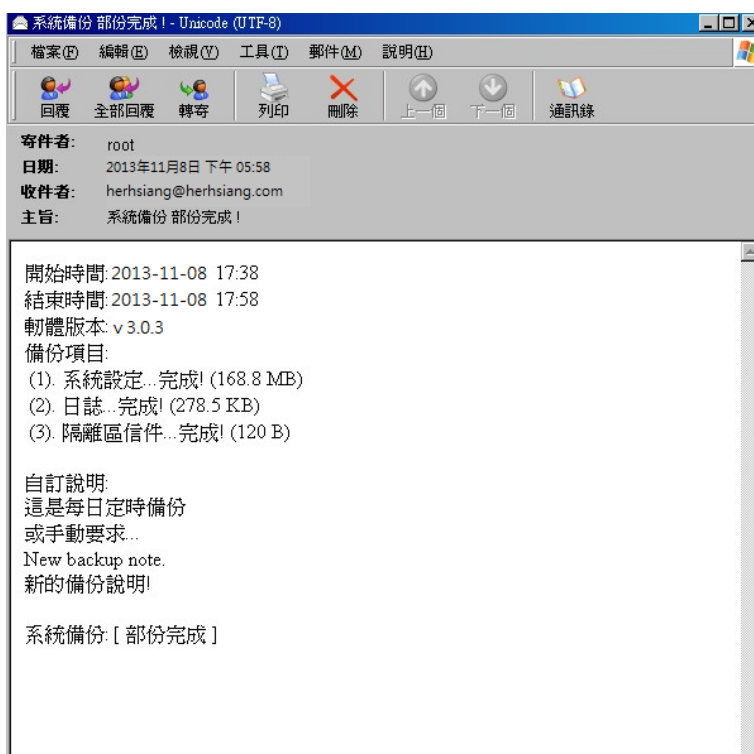 系統備份 部份完成 ! - Unicode (UTF-8)
檔案(F) 編輯(E) 檢視(V) 工具(T) 郵件(M) 說明(H)
回覆 全部回覆 轉寄 列印 刪除 上一個 下一個 通訊錄
寄件者: root
日期: 2013年11月8日 下午 05:58
收件者: herhsiang@herhsiang.com
主旨: 系統備份 部份完成 !
開始時間: 2013-11-08 17:38
結束時間: 2013-11-08 17:58
軔體版本: v 3.0.3
備份項目:
(1). 系統設定...完成! (168.8 MB)
(2). 日誌...完成! (278.5 KB)
(3). 隔離區信件...完成! (120 B)
自訂說明:
這是每日定時備份
或手動要求...
New backup note.
新的備份說明!
系統備份: [ 部份完成 ]